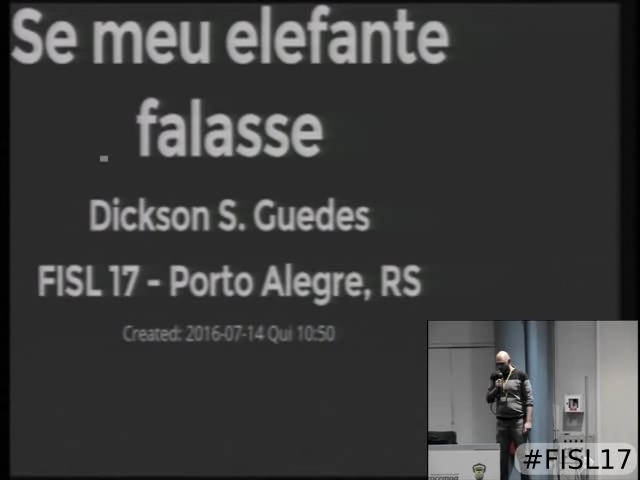 Se meu elefante
falasse
Dickson S. Guedes
FISL 17 - Porto Alegre, RS
Created: 2016-07-14 Qui 10:50
#FISL17